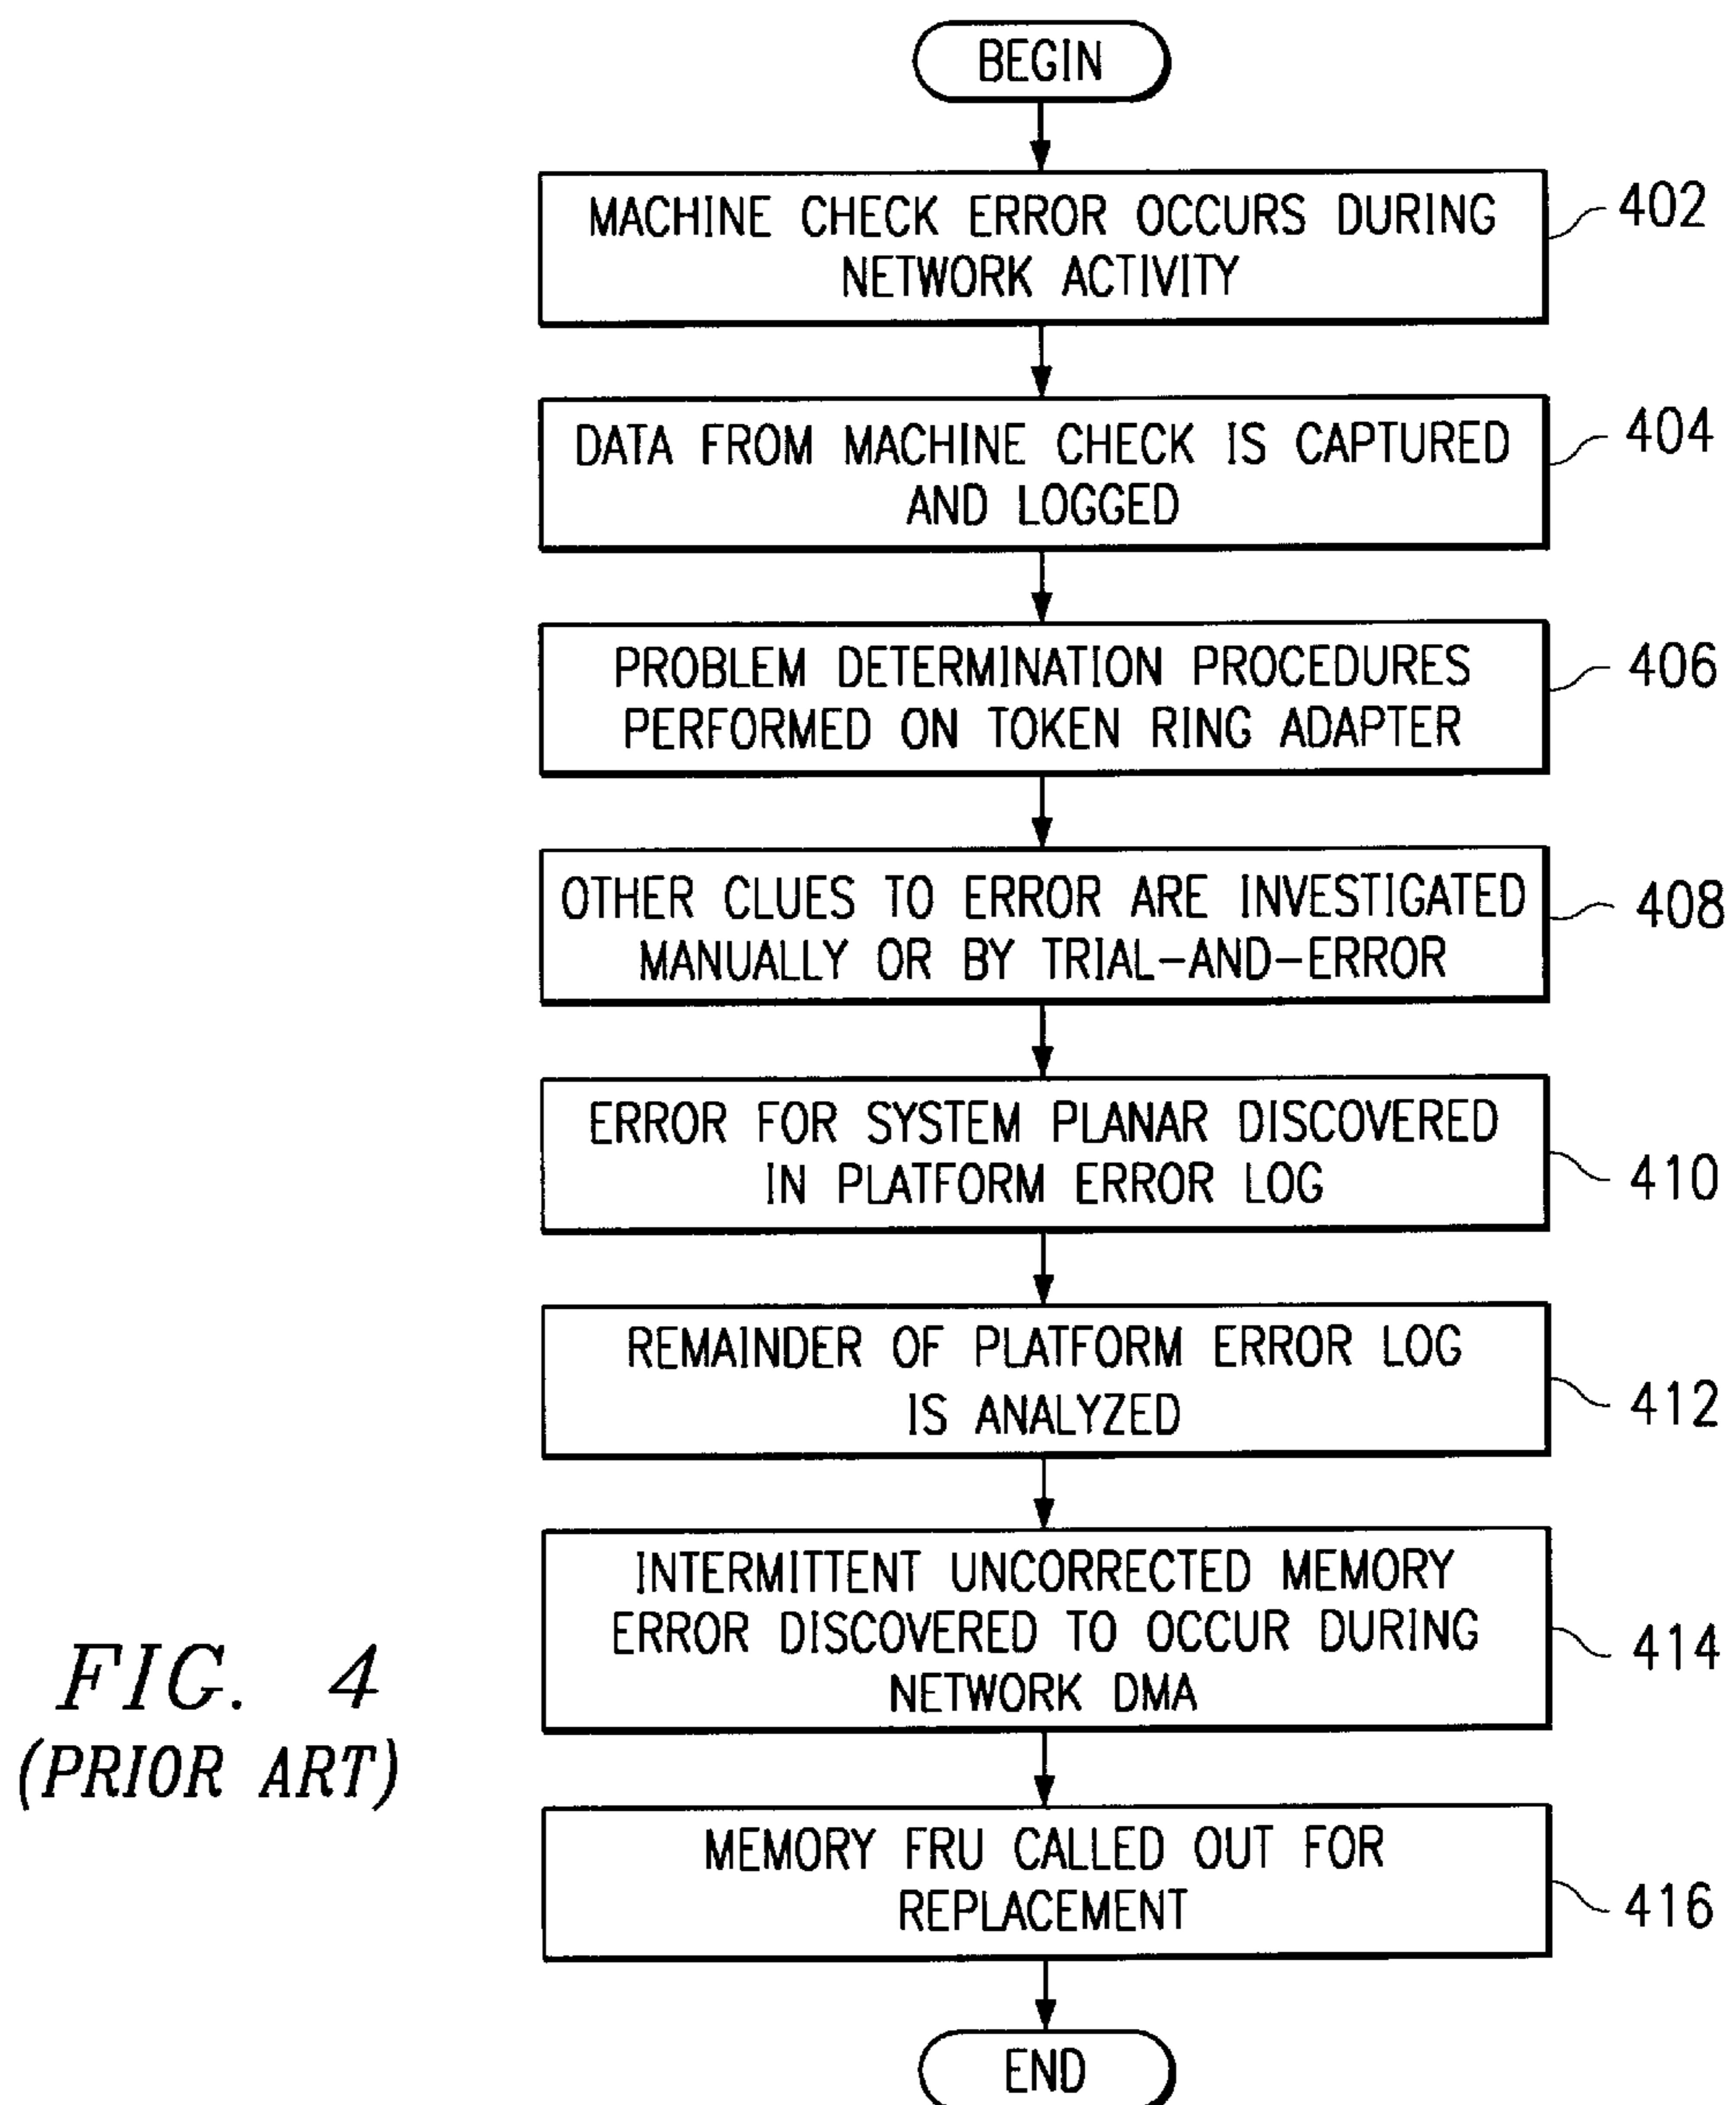 BEGIN
MACHINE CHECK ERROR OCCURS DURING
NETWORK ACTIVITY
402
DATA FROM MACHINE CHECK IS CAPTURED
AND LOGGED
404
PROBLEM DETERMINATION PROCEDURES
PERFORMED ON TOKEN RING ADAPTER
406
OTHER CLUES TO ERROR ARE INVESTIGATED
MANUALLY OR BY TRIAL-AND-ERROR
408
ERROR FOR SYSTEM PLANAR DISCOVERED
IN PLATFORM ERROR LOG
410
REMAINDER OF PLATFORM ERROR LOG
IS ANALYZED
412
INTERMITTENT UNCORRECTED MEMORY
ERROR DISCOVERED TO OCCUR DURING
NETWORK DMA
414
MEMORY FRU CALLED OUT FOR
REPLACEMENT
416
END
FIG. 4
(PRIOR ART)